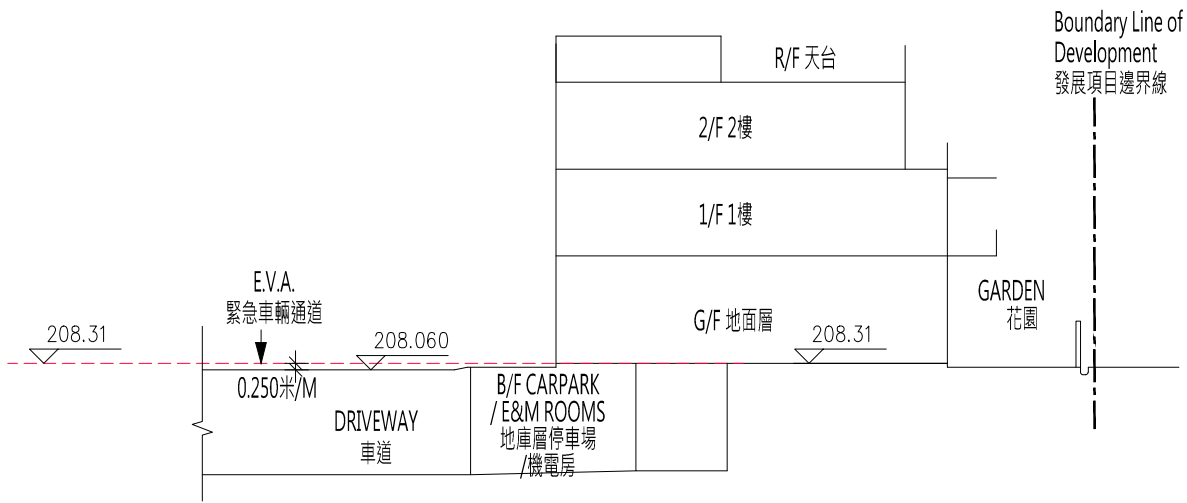 Boundary Line of
Development
發展項目邊界線
R/F 天台
2/F 2樓
1/F 1樓
E.V.A.
緊急車輛通道
GARDEN
花園
G/F 地面層
208.31
208.060
208.31
0.250米/M
B/F CARPARK
/ E&M ROOMS
地庫層停車場
/機電房
DRIVEWAY
車道